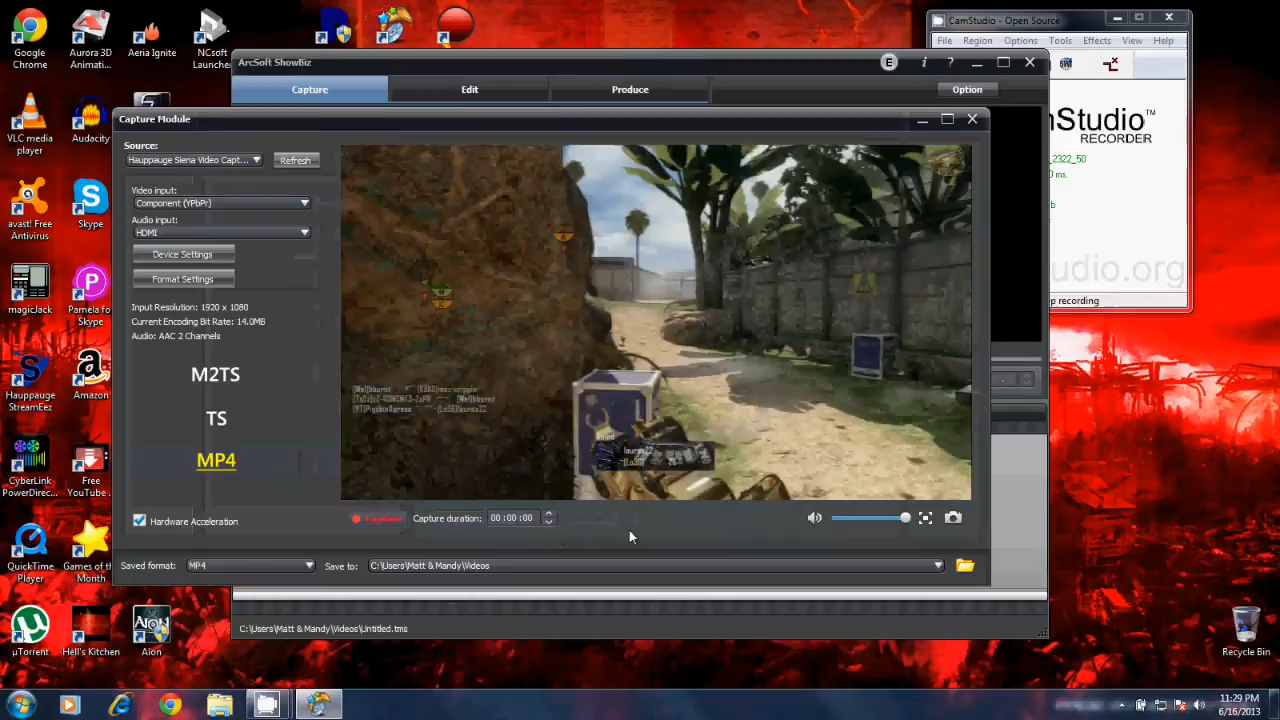 Google
Chrome
Aurora 3D
Animati...
Aeria Ignite
NCsoft
Launche...
CamStudio - Open Source
File Region Options Tools Effects View Help
ArcSoft ShowBiz
E i ?
Capture Edit Produce Option
Capture Module
Source:
Hauppauge Siena Video Capt... Refresh
Video input:
Component (YPbPr)
Audio input:
HDMI
Device Settings
Format Settings
Input Resolution: 1920 x 1080
Current Encoding Bit Rate: 14.0MB
Audio: AAC 2 Channels
M2TS
TS
MP4
Hardware Acceleration
Capture
Capture duration: 00:00:00
Saved format: MP4 Save to: C:\Users\Matt & Mandy\Videos
C:\Users\Matt & Mandy\Videos\Untitled.tms
mStudio™
RECORDER
_2322_50
0 ms.
b
udio.org
p recording
VLC media
player
Audacity
avast! Free
Antivirus
Skype
magicJack
Pamela fo
Skype
Hauppauge
StreamEez
Amazon
CyberLink
PowerDirec...
Free
YouTube ...
QuickTime
Player
Games of the
Month
µTorrent
Hell's Kitchen
Aion
Recycle Bin
11:29 PM
6/16/2013